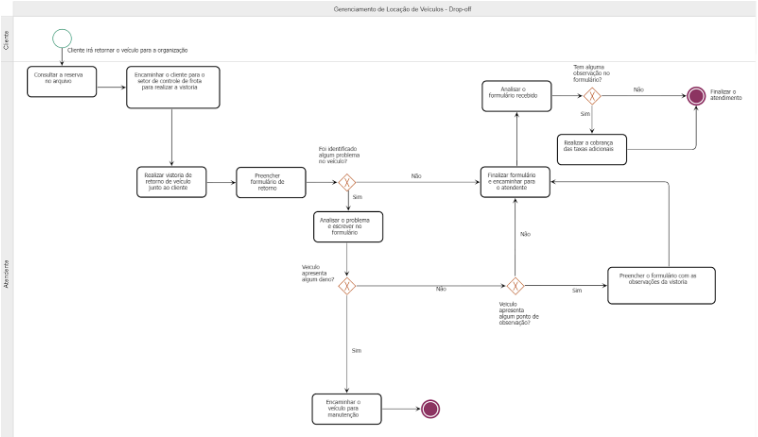 Gerenciamento de Locação de Veículos - Drop-off
Cliente
Cliente irá retornar o veículo para a organização
Atendente
Consultar a reserva
no arquivo
Encaminhar o cliente para o
setor de controle de frota
para realizar a vistoria
Realizar vistoria de
retorno de veículo
junto ao cliente
Preencher
formulário de
retorno
Foi identificado
algum problema
no veículo?
Não
Sim
Analisar o problema
e escrever no
formulário
Veículo
apresenta
algum dano?
Não
Sim
Encaminhar o
veículo para
manutenção
Veículo
apresenta
algum ponto de
observação?
Não
Sim
Preencher o formulário com as
observações da vistoria
Finalizar formulário
e encaminhar para
o atendente
Analisar o
formulário recebido
Tem alguma
observação no
formulário?
Não
Sim
Realizar a cobrança
das taxas adicionais
Finalizar o
atendimento